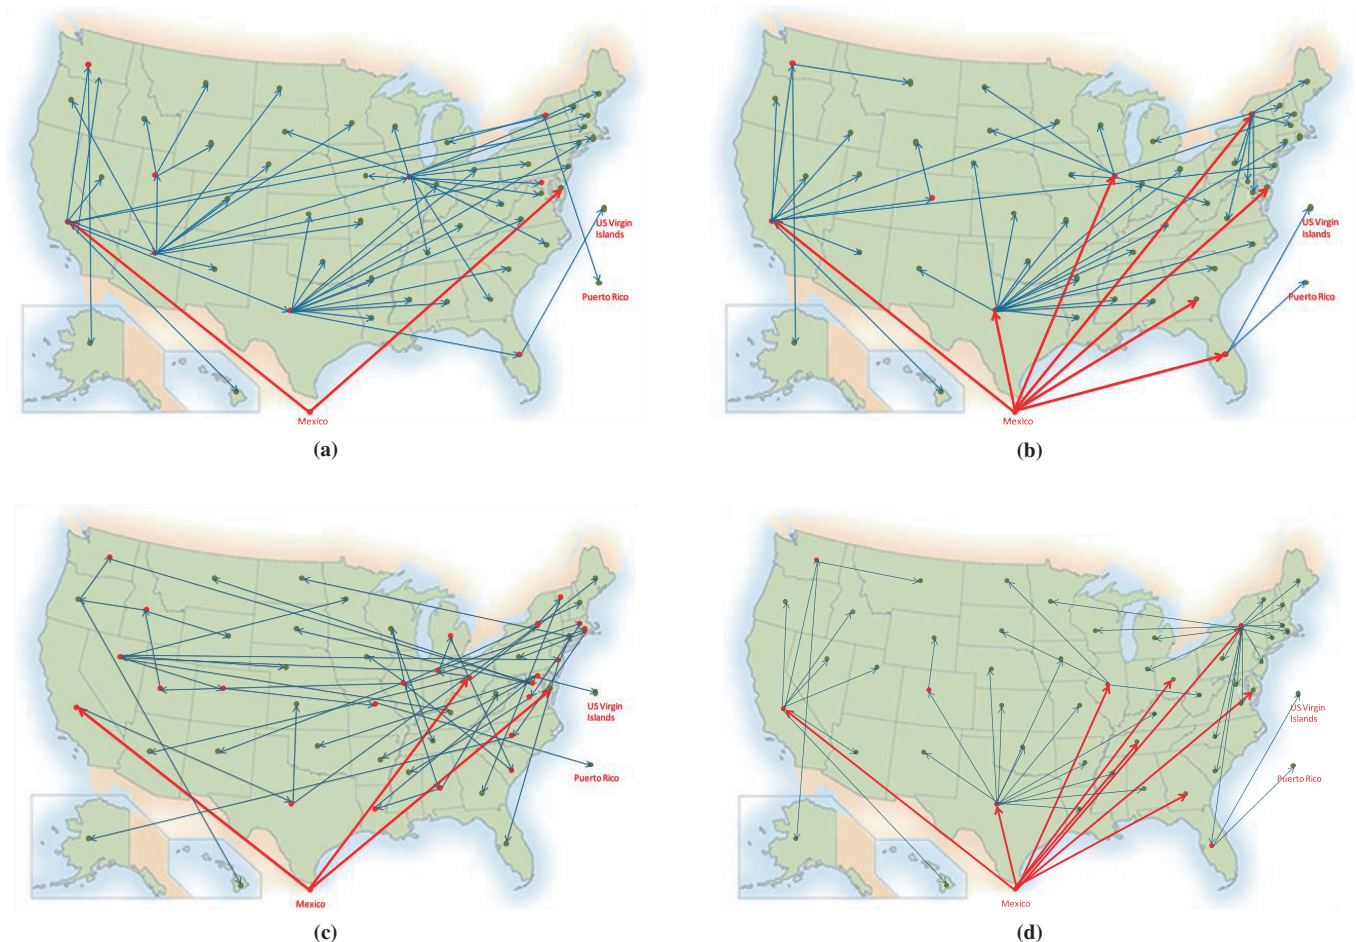 US Virgin
Islands
Puerto Rico
Mexico
(a)
US Virgin
Islands
Puerto Rico
Mexico
(b)
US Virgin
Islands
Puerto Rico
Mexico
(c)
US Virgin
Islands
Puerto Rico
Mexico
(d)